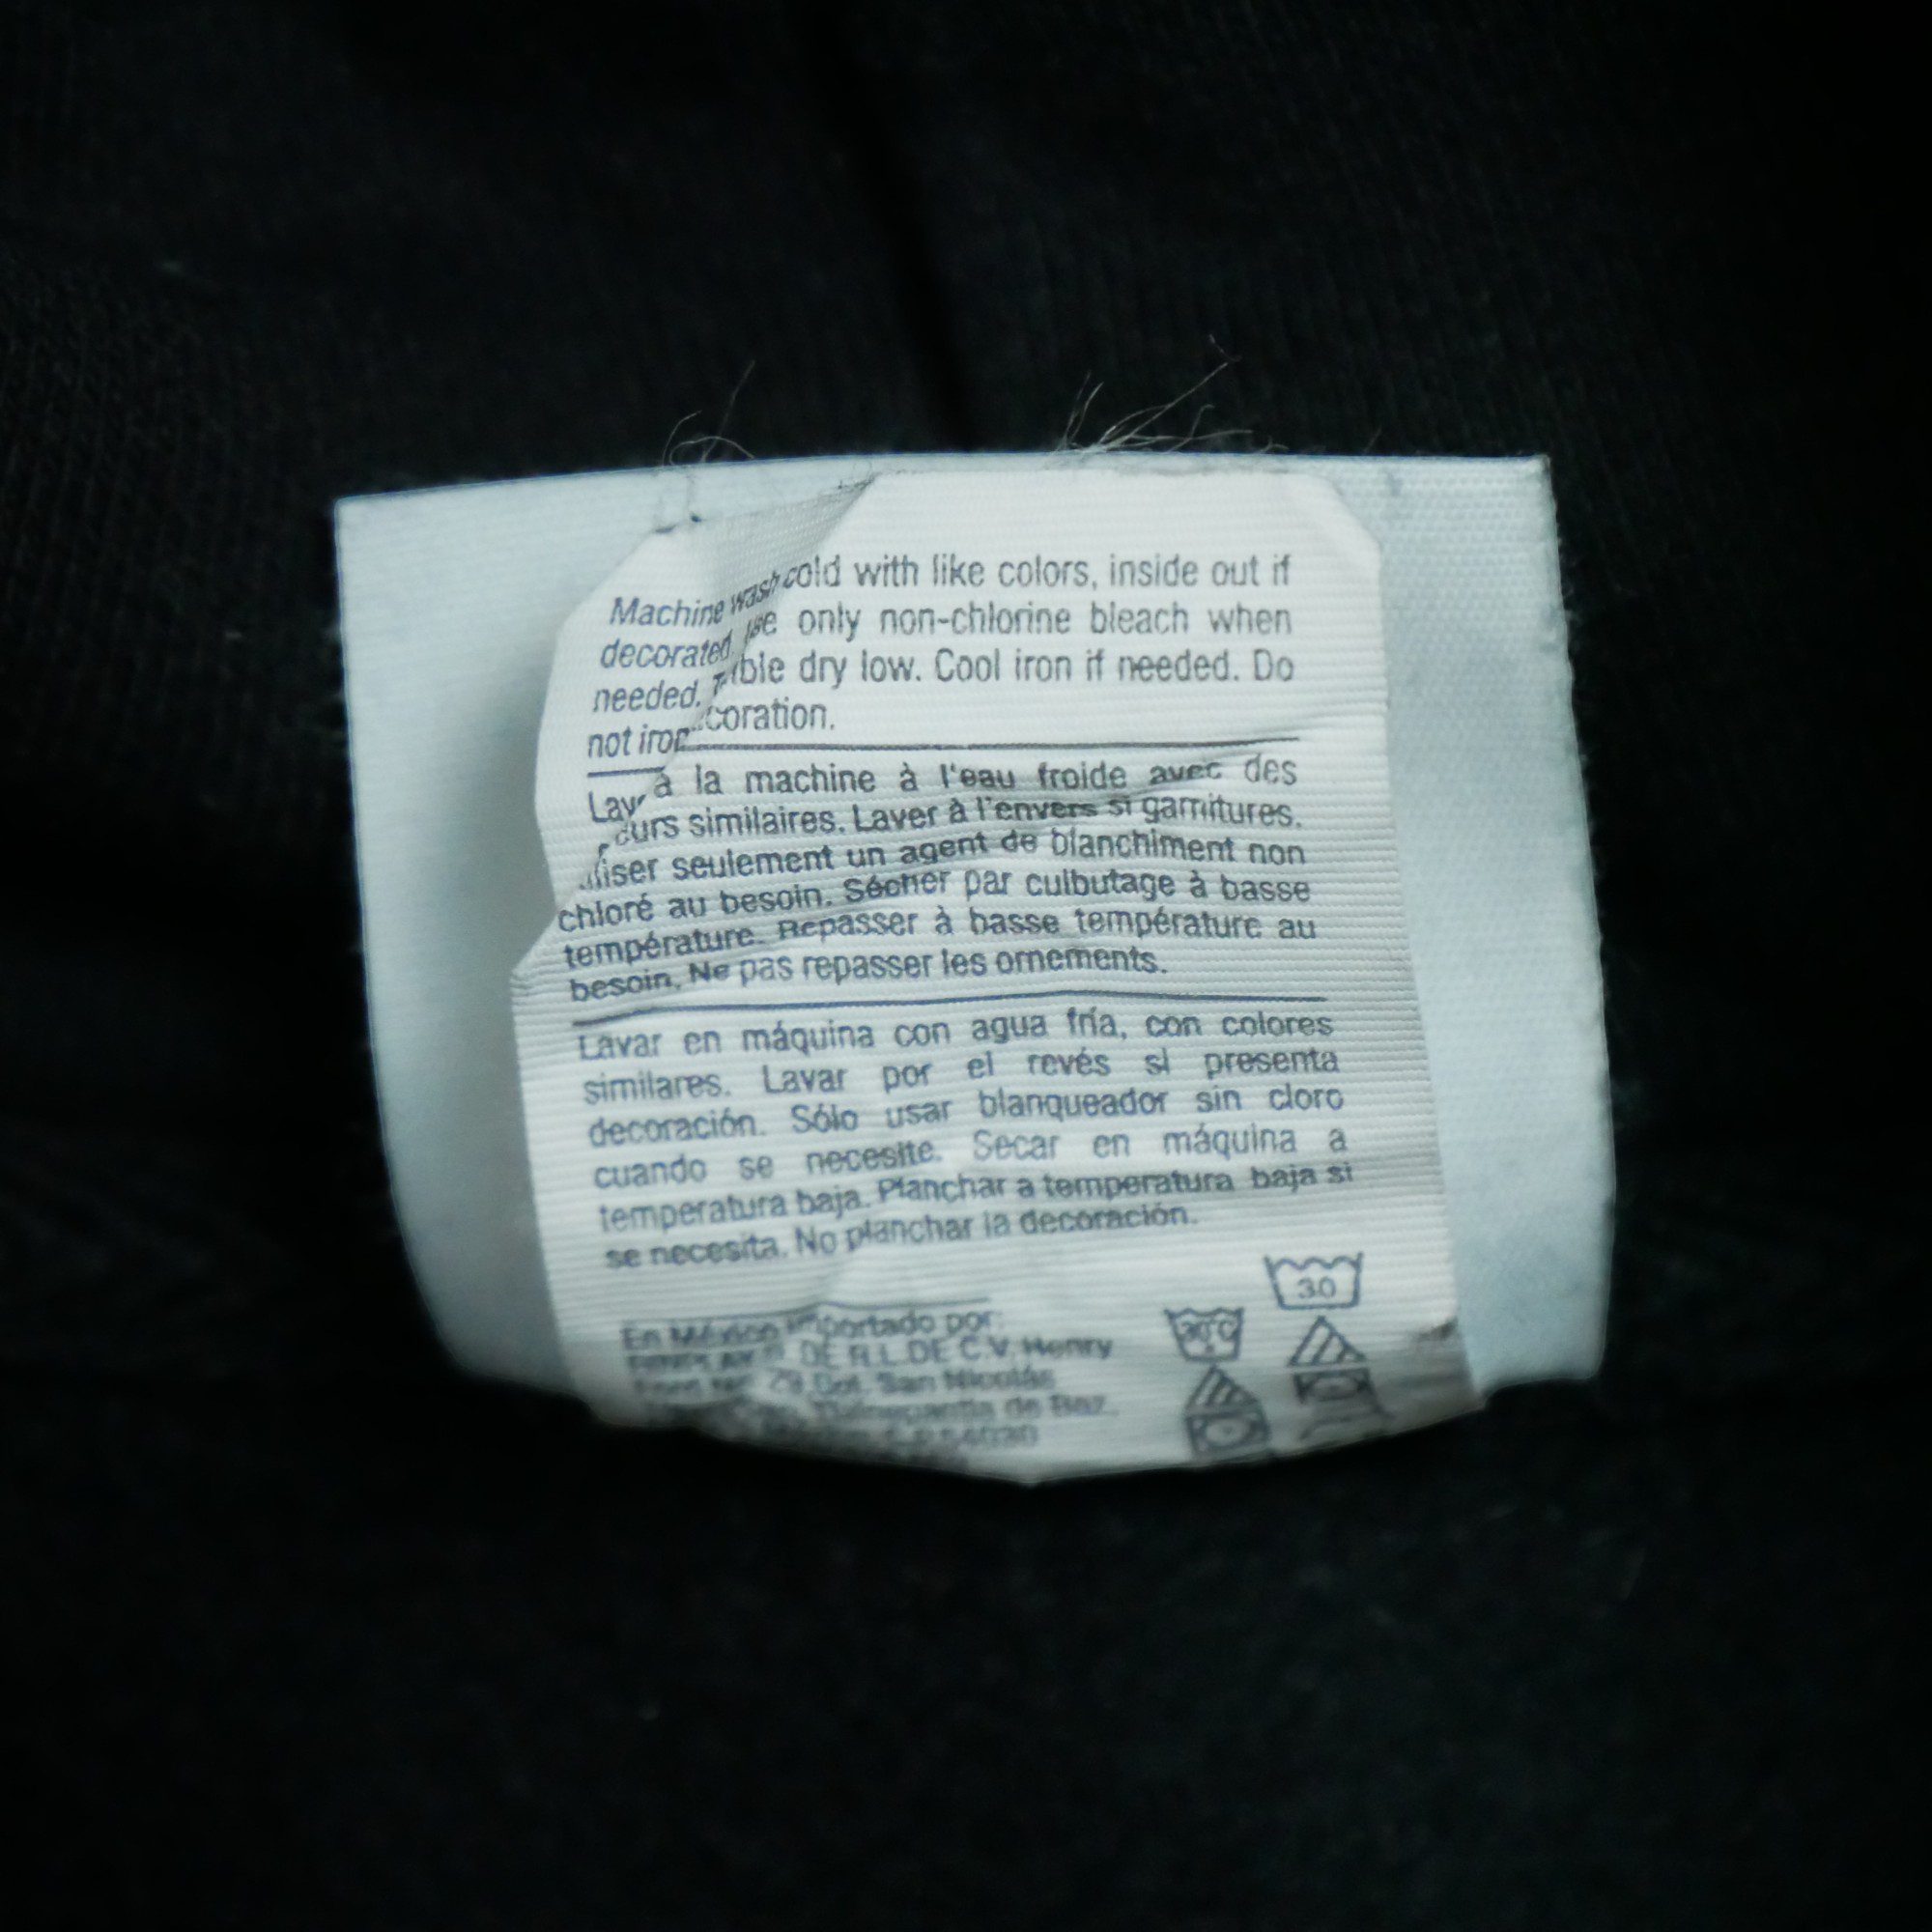 Machine wash cold with like colors, inside out if
decorated. Use only non-chlorine bleach when
needed. Tumble dry low. Cool iron if needed. Do
not iron decoration.
Laver à la machine à l'eau froide avec des
couleurs similaires. Laver à l'envers si garnitures.
Utiliser seulement un agent de blanchiment non
chloré au besoin. Sécher par culbutage à basse
température. Repasser à basse température au
besoin. Ne pas repasser les ornements.
Lavar en máquina con agua fría, con colores
similares. Lavar por el revés si presenta
decoración. Sólo usar blanqueador sin cloro
cuando se necesite. Secar en máquina a
temperatura baja. Planchar a temperatura baja si
se necesita. No planchar la decoración.
30
En México importado por:
DE R.L. DE C.V. Henry
San Nicolás
de Baz.
54030
30°C